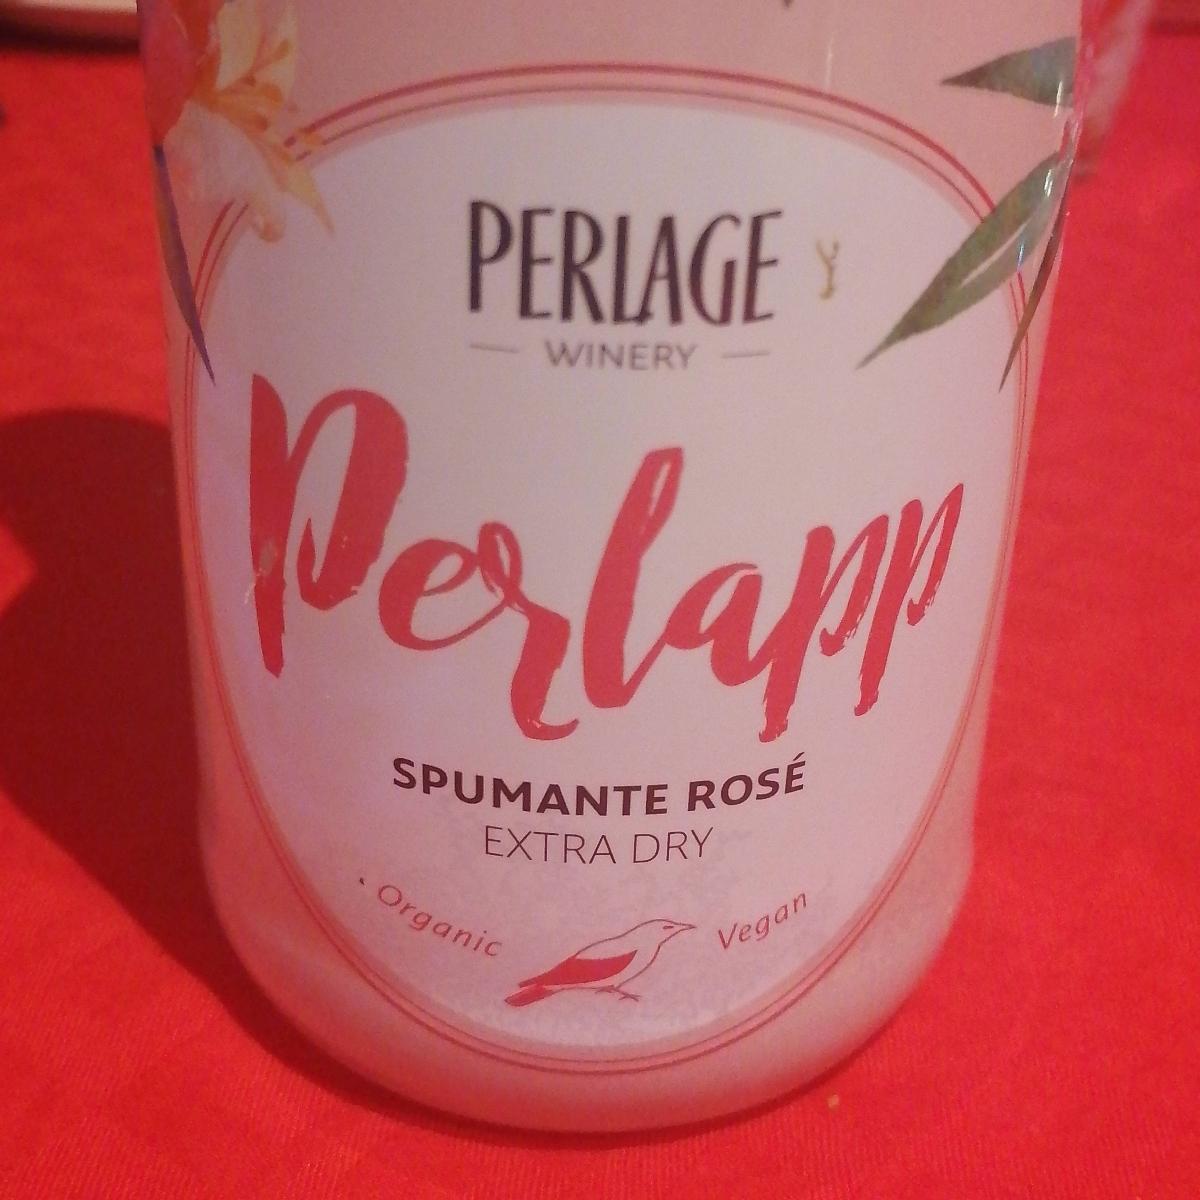 PERLAGE
WINERY
Perlapp
SPUMANTE ROSÉ
EXTRA DRY
Organic Vegan